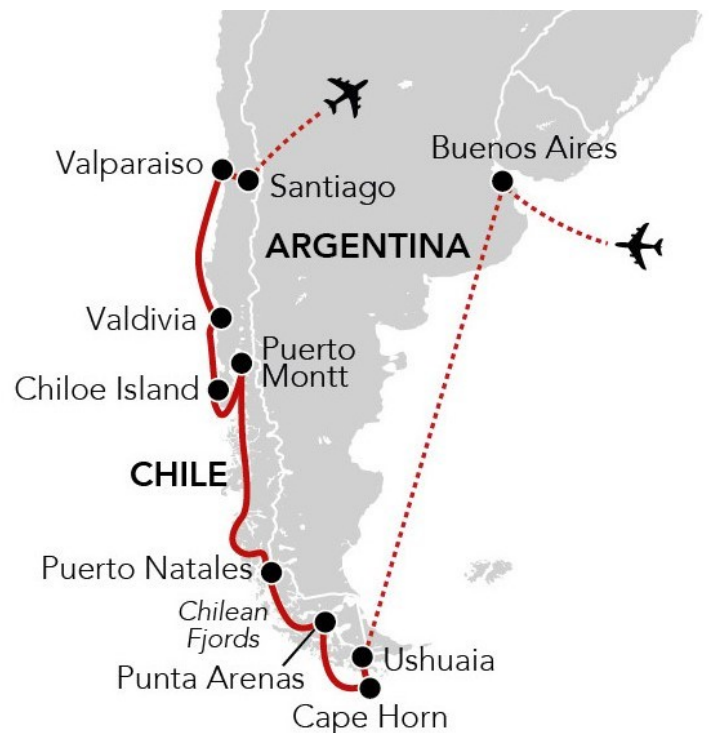 Buenos Aires
Valparaiso
Santiago
ARGENTINA
Valdivia
Puerto
Montt
Chiloe Island
CHILE
Puerto Natales
Chilean
Fjords
Punta Arenas
Ushuaia
Cape Horn